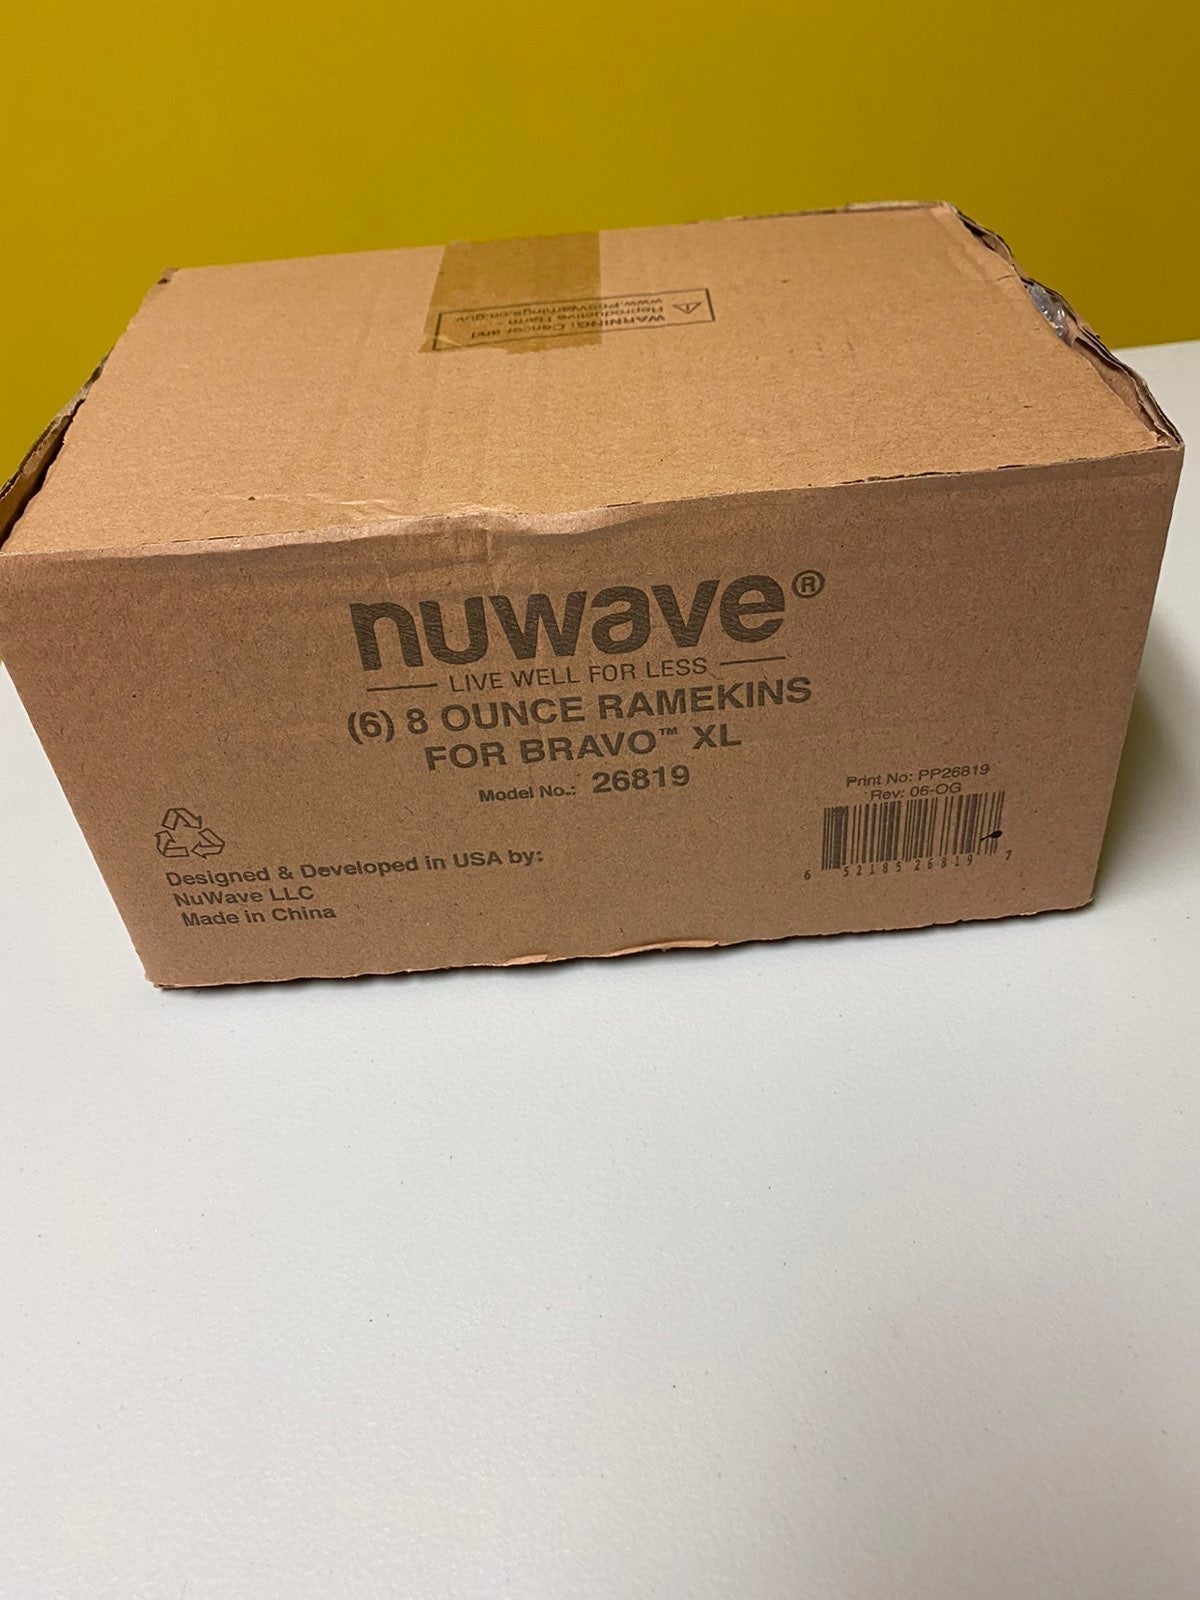 WARNING: Cancer and
Reproductive Harm -
www.P65Warnings.ca.gov
nuwave®
LIVE WELL FOR LESS
(6) 8 OUNCE RAMEKINS
FOR BRAVO™ XL
Model No.: 26819
Print No: PP26819
Rev: 06-OG
6 52185 26819 7
Designed & Developed in USA by:
NuWave LLC
Made in China